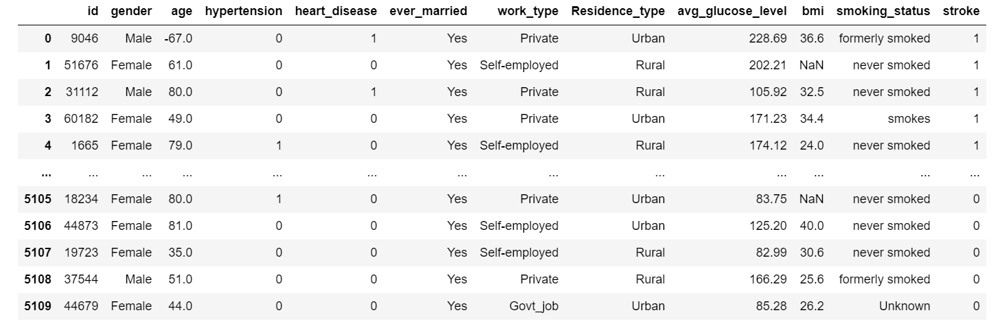 id gender age hypertension heart_disease ever_married work_type Residence_type avg_glucose_level bmi smoking_status stroke
0 9046 Male -67.0 0 1 Yes Private Urban 228.69 36.6 formerly smoked 1
1 51676 Female 61.0 0 0 Yes Self-employed Rural 202.21 NaN never smoked 1
2 31112 Male 80.0 0 1 Yes Private Rural 105.92 32.5 never smoked 1
3 60182 Female 49.0 0 0 Yes Private Urban 171.23 34.4 smokes 1
4 1665 Female 79.0 1 0 Yes Self-employed Rural 174.12 24.0 never smoked 1
... ... ... ... ... ... ... ... ... ... ... ... ...
5105 18234 Female 80.0 1 0 Yes Private Urban 83.75 NaN never smoked 0
5106 44873 Female 81.0 0 0 Yes Self-employed Urban 125.20 40.0 never smoked 0
5107 19723 Female 35.0 0 0 Yes Self-employed Rural 82.99 30.6 never smoked 0
5108 37544 Male 51.0 0 0 Yes Private Rural 166.29 25.6 formerly smoked 0
5109 44679 Female 44.0 0 0 Yes Govt_job Urban 85.28 26.2 Unknown 0